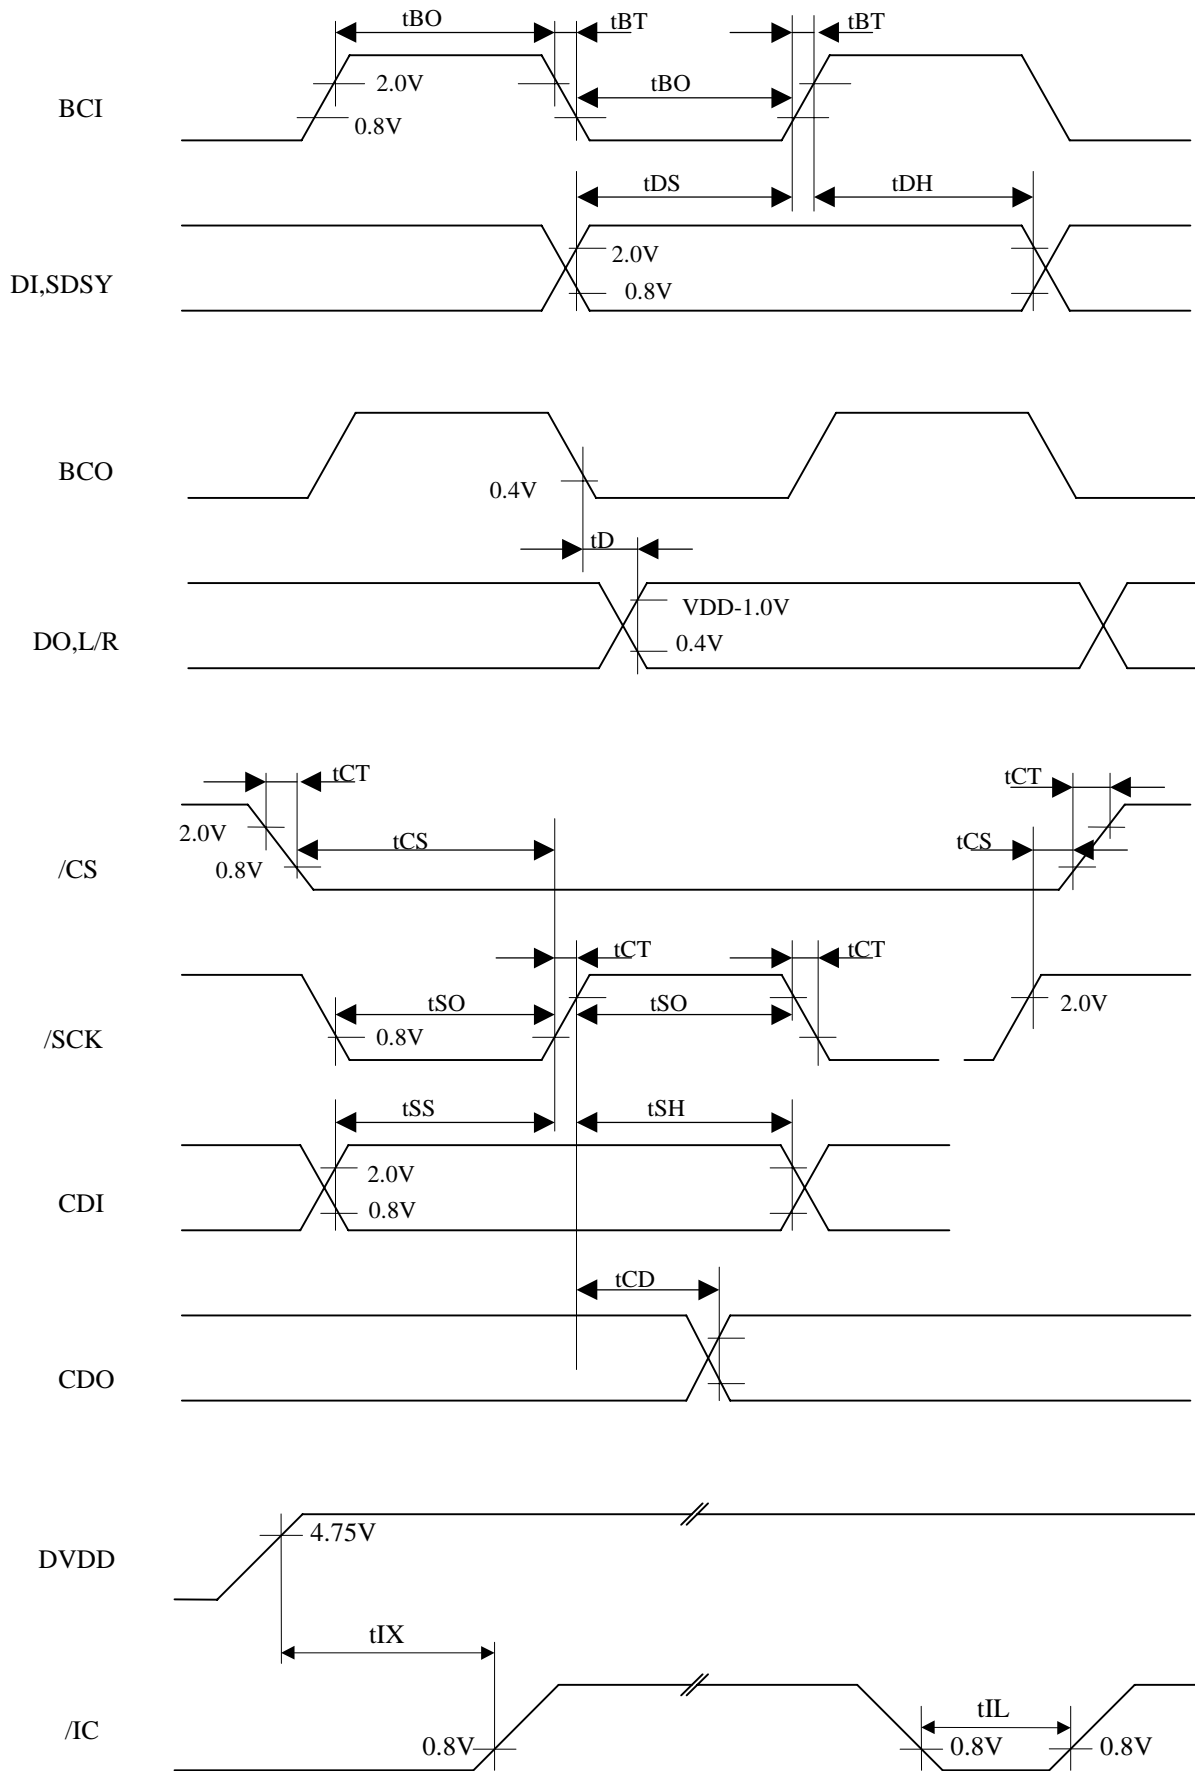 tBO tBT tBT
2.0V tBO
BCI
0.8V
tDS tDH
2.0V
DI,SDSY 0.8V
BCO
0.4V
tD
VDD-1.0V
DO,L/R 0.4V
tCT tCT
2.0V tCS tCS
/CS 0.8V
tCT tCT
tSO tSO 2.0V
/SCK 0.8V
tSS tSH
2.0V
CDI 0.8V
tCD
CDO
4.75V
DVDD
tIX
tIL
/IC 0.8V 0.8V 0.8V